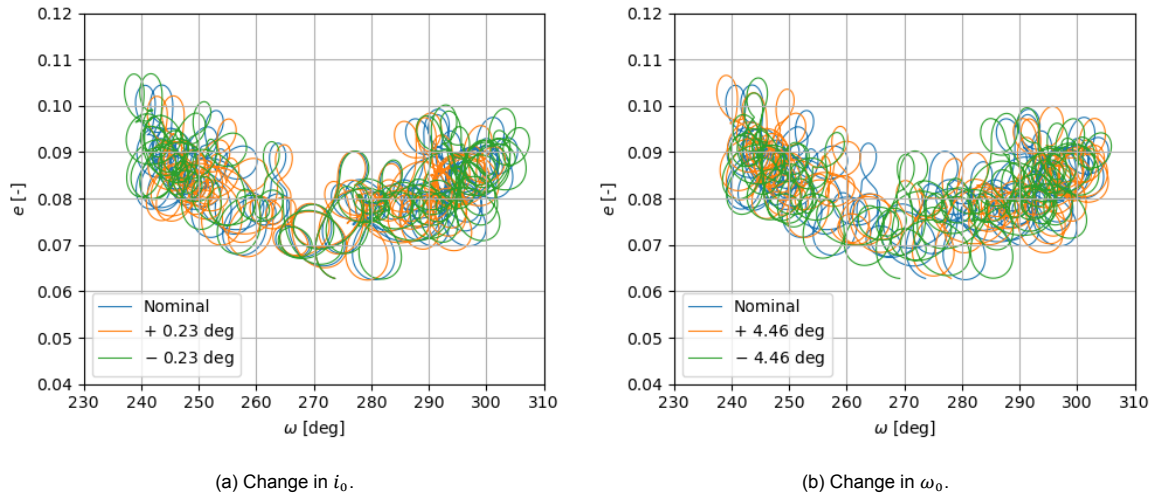 0.12
0.11
0.10
0.09
0.08
0.07
0.06
0.05
0.04
e [-]
Nominal
+ 0.23 deg
− 0.23 deg
230 240 250 260 270 280 290 300 310
ω [deg]
(a) Change in i₀.
0.12
0.11
0.10
0.09
0.08
0.07
0.06
0.05
0.04
e [-]
Nominal
+ 4.46 deg
− 4.46 deg
230 240 250 260 270 280 290 300 310
ω [deg]
(b) Change in ω₀.